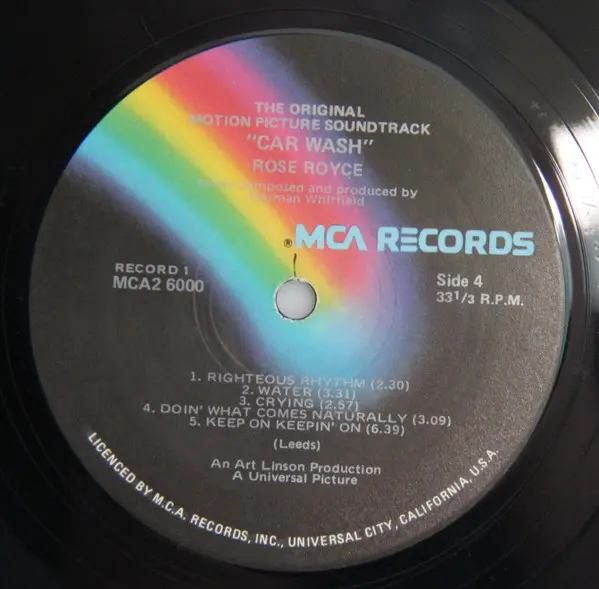 THE ORIGINAL
MOTION PICTURE SOUNDTRACK
"CAR WASH"
ROSE ROYCE
Music composed and produced by
Norman Whitfield
® MCA RECORDS
RECORD 1
MCA2 6000
Side 4
33 1/3 R.P.M.
1. RIGHTEOUS RHYTHM (2.30)
2. WATER (3.31)
3. CRYING (2.57)
4. DOIN' WHAT COMES NATURALLY (3.09)
5. KEEP ON KEEPIN' ON (6.39)
(Leeds)
An Art Linson Production
A Universal Picture
LICENCED BY M.C.A. RECORDS, INC., UNIVERSAL CITY, CALIFORNIA, U.S.A.